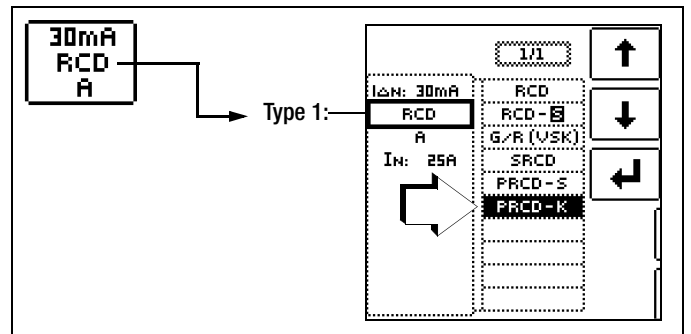 30mA
RCD
A
Type 1:
1/1
I∆N: 30mA
RCD
A
IN: 25A
RCD
RCD-S
G/R (VSK)
SRCD
PRCD-S
PRCD-K